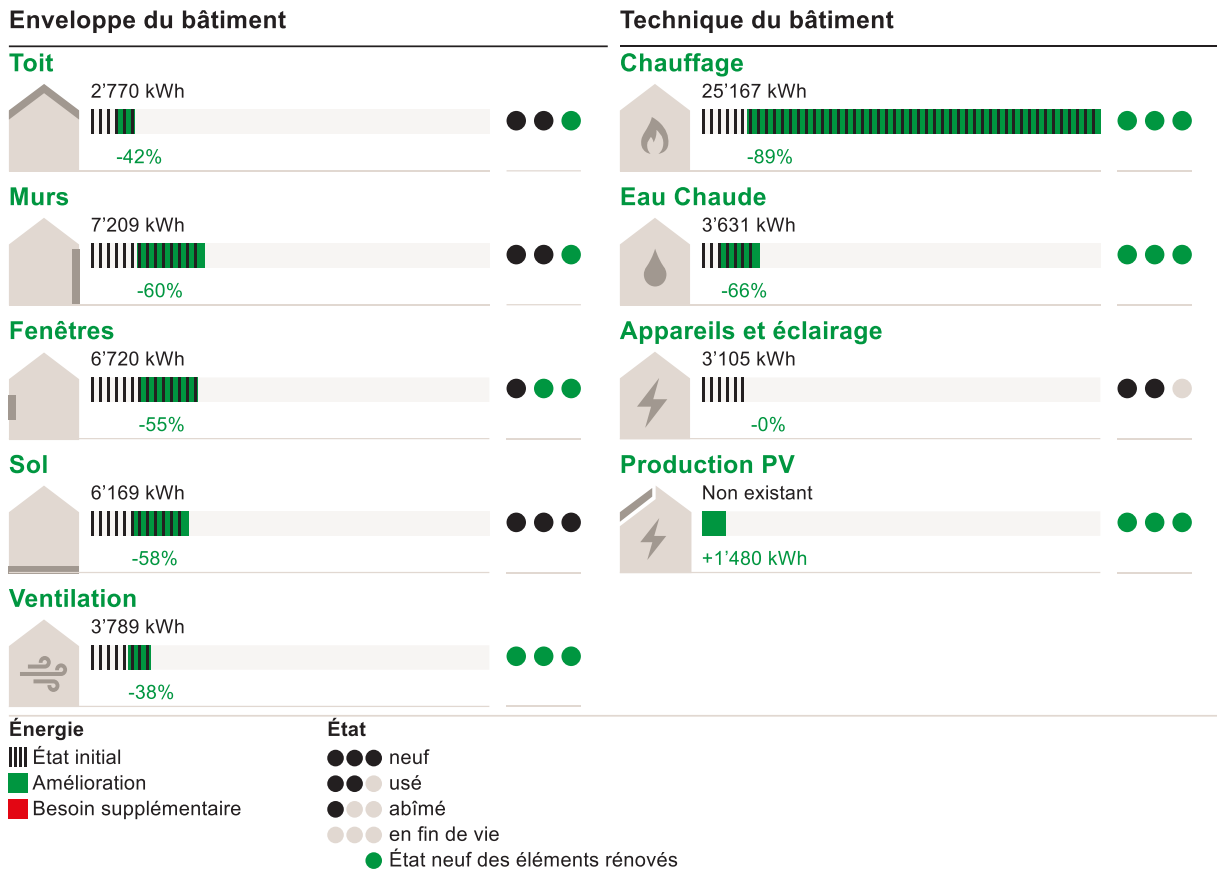 Enveloppe du bâtiment
Toit
2’770 kWh
-42%
Murs
7’209 kWh
-60%
Fenêtres
6’720 kWh
-55%
Sol
6’169 kWh
-58%
Ventilation
3’789 kWh
-38%
Technique du bâtiment
Chauffage
25’167 kWh
-89%
Eau Chaude
3’631 kWh
-66%
Appareils et éclairage
3’105 kWh
-0%
Production PV
Non existant
+1’480 kWh
Énergie
État initial
Amélioration
Besoin supplémentaire
État
neuf
usé
abîmé
en fin de vie
État neuf des éléments rénovés